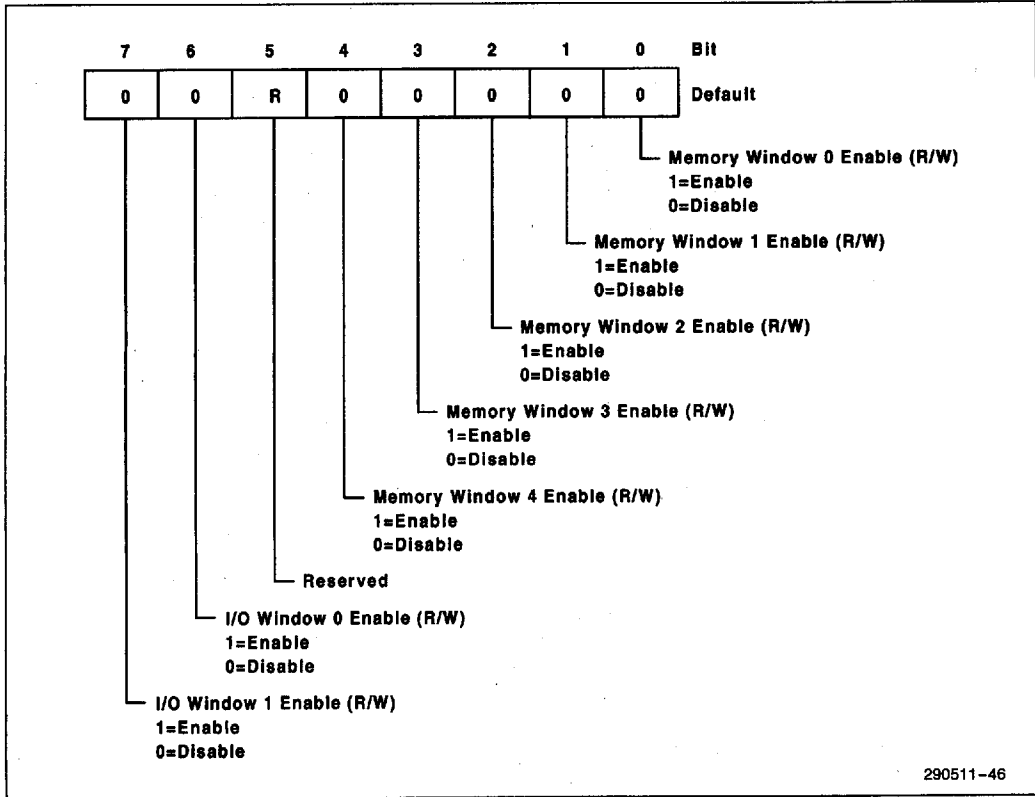 7 6 5 4 3 2 1 0 Bit
0 0 R 0 0 0 0 0 Default
Memory Window 0 Enable (R/W)
1=Enable
0=Disable
Memory Window 1 Enable (R/W)
1=Enable
0=Disable
Memory Window 2 Enable (R/W)
1=Enable
0=Disable
Memory Window 3 Enable (R/W)
1=Enable
0=Disable
Memory Window 4 Enable (R/W)
1=Enable
0=Disable
Reserved
I/O Window 0 Enable (R/W)
1=Enable
0=Disable
I/O Window 1 Enable (R/W)
1=Enable
0=Disable
290511-46